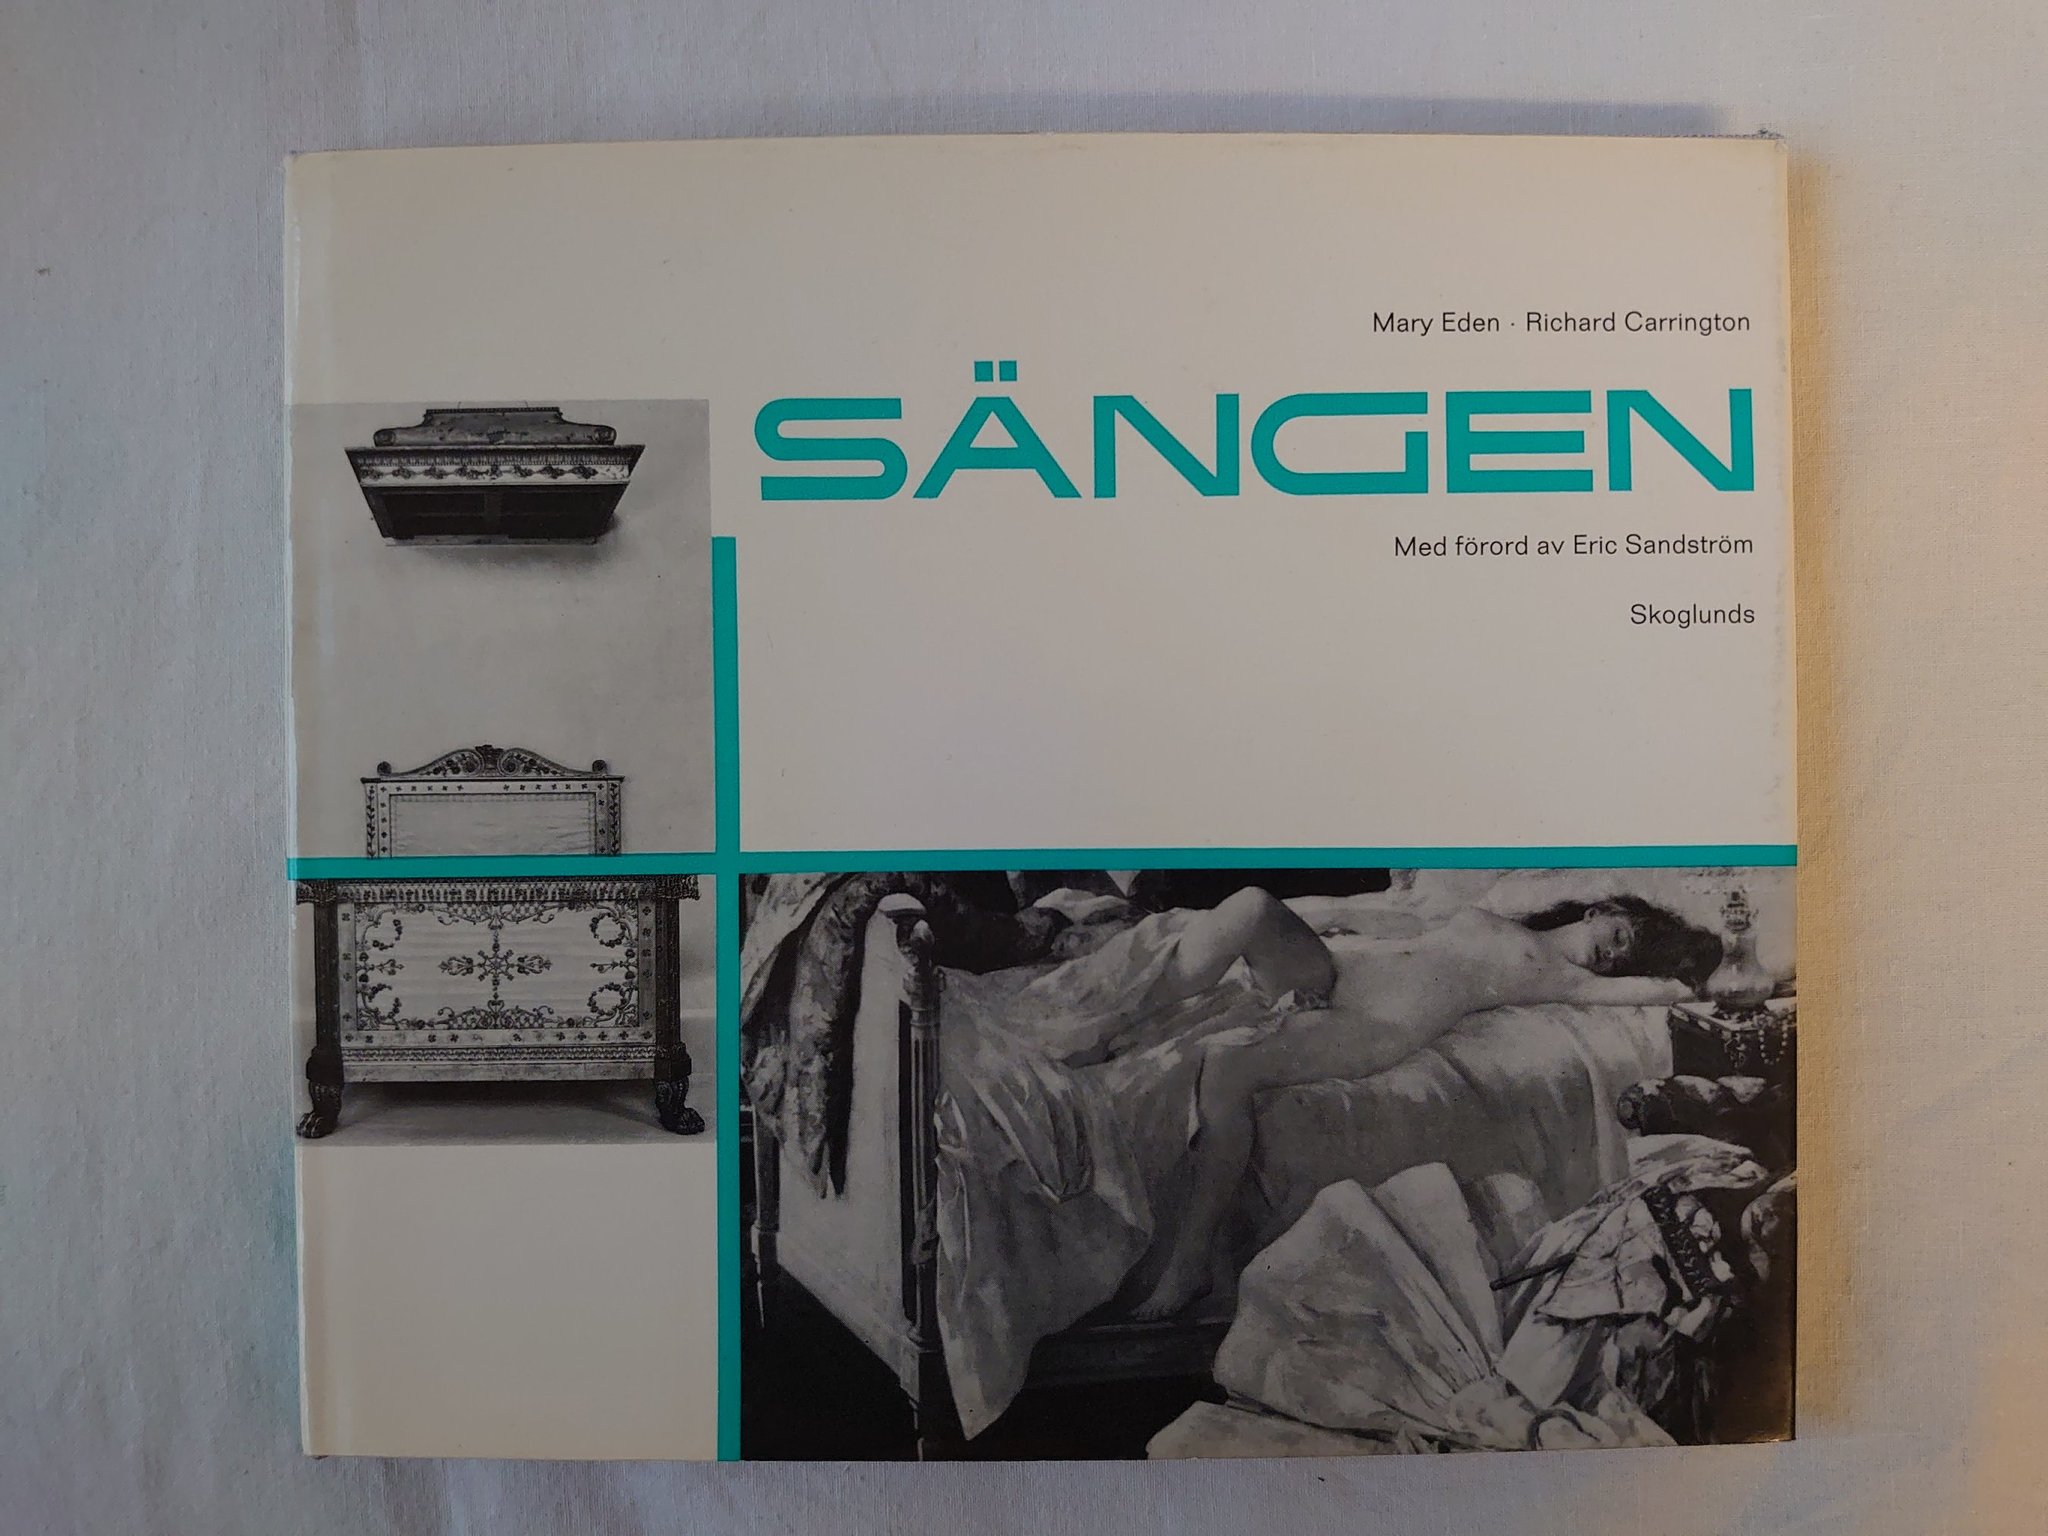 Mary Eden · Richard Carrington
SÄNGEN
Med förord av Eric Sandström
Skoglunds